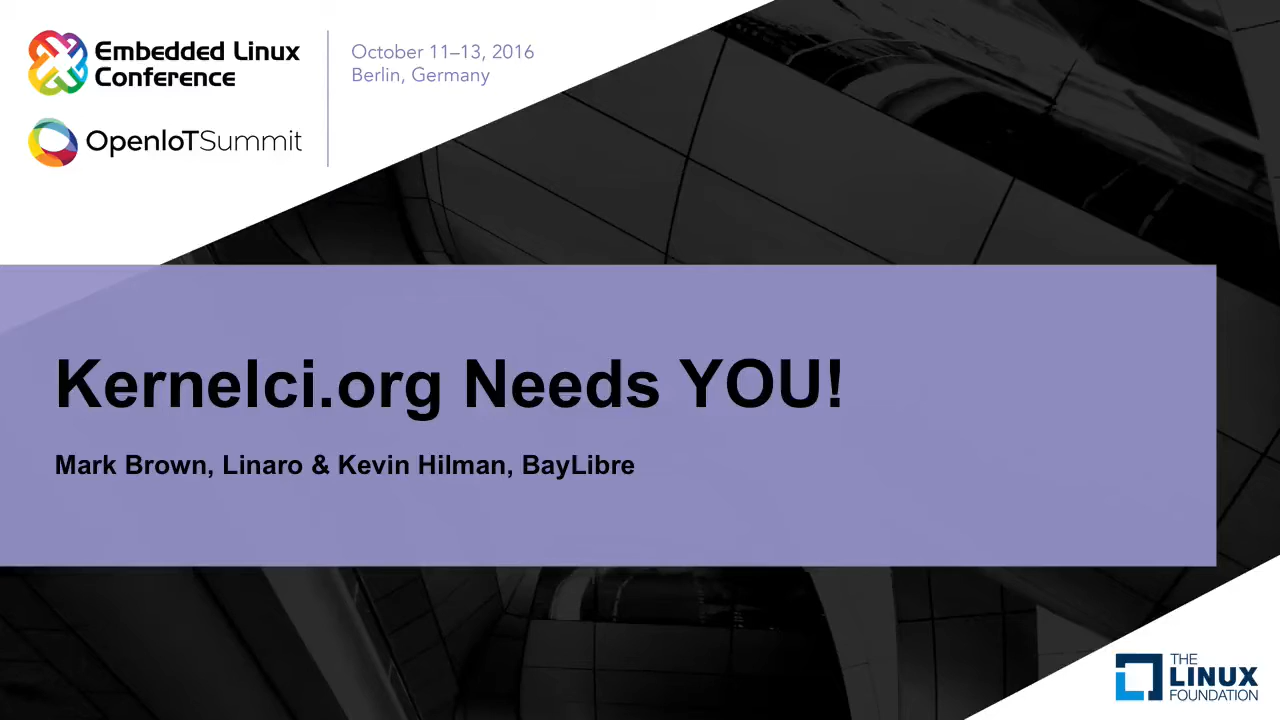 Embedded Linux
Conference
October 11–13, 2016
Berlin, Germany
OpenIoTSummit
Kernelci.org Needs YOU!
Mark Brown, Linaro & Kevin Hilman, BayLibre
THE
LINUX
FOUNDATION